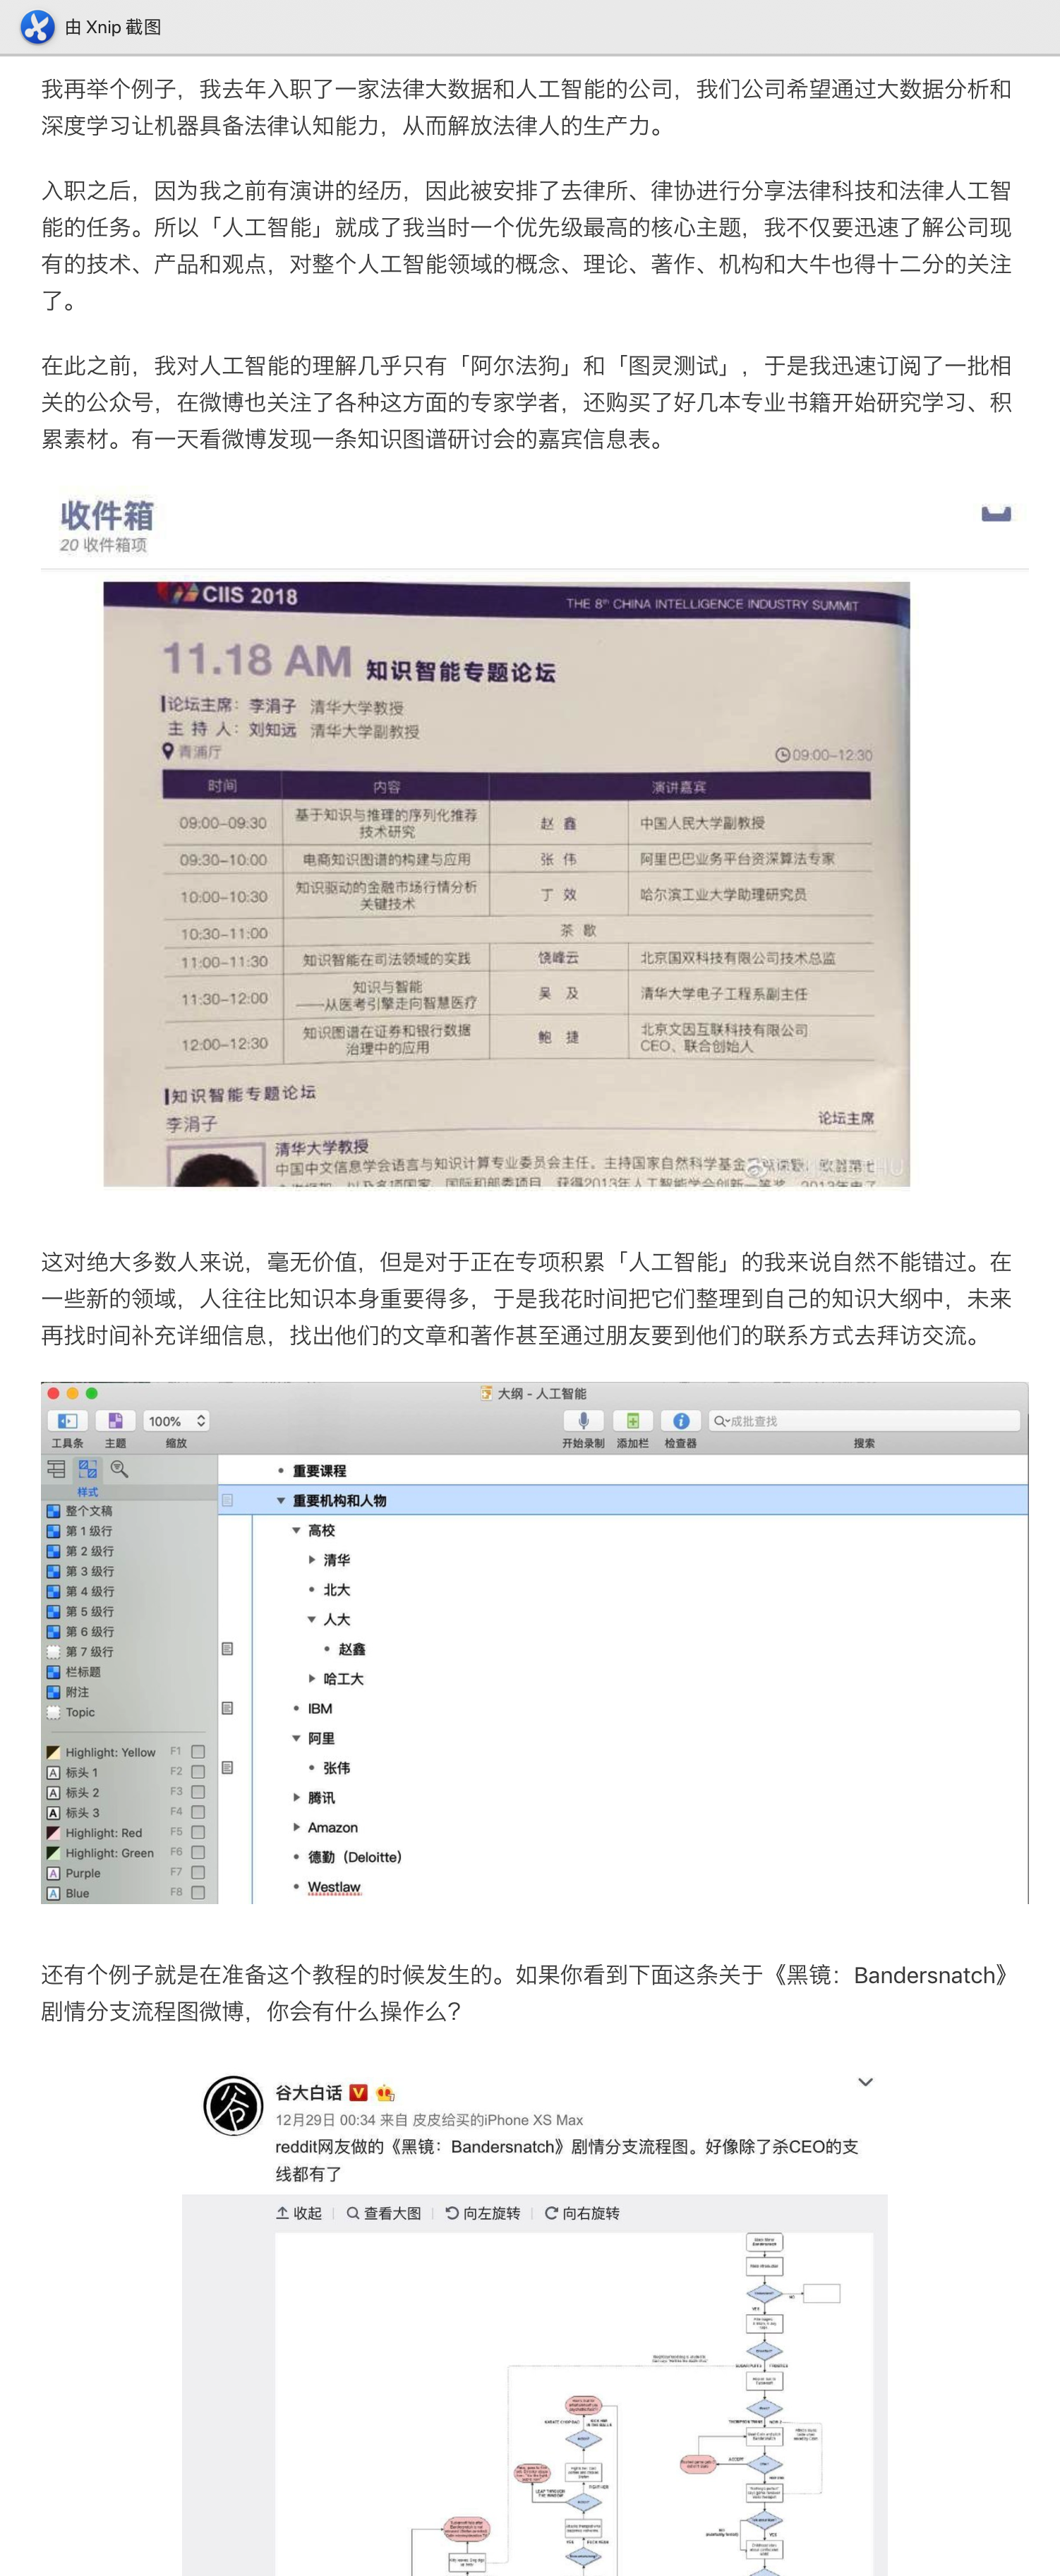 由 Xnip 截图
我再举个例子，我去年入职了一家法律大数据和人工智能的公司，我们公司希望通过大数据分析和
深度学习让机器具备法律认知能力，从而解放法律人的生产力。
入职之后，因为我之前有演讲的经历，因此被安排了去律所、律协进行分享法律科技和法律人工智
能的任务。所以「人工智能」就成了我当时一个优先级最高的核心主题，我不仅要迅速了解公司现
有的技术、产品和观点，对整个人工智能领域的概念、理论、著作、机构和大牛也得十二分的关注
了。
在此之前，我对人工智能的理解几乎只有「阿尔法狗」和「图灵测试」，于是我迅速订阅了一批相
关的公众号，在微博也关注了各种这方面的专家学者，还购买了好几本专业书籍开始研究学习、积
累素材。有一天看微博发现一条知识图谱研讨会的嘉宾信息表。
收件箱
20 收件箱项
CIIS 2018
THE 8th CHINA INTELLIGENCE INDUSTRY SUMMIT
11.18 AM 知识智能专题论坛
论坛主席：李涓子 清华大学教授
主 持 人：刘知远 清华大学副教授
青浦厅
09:00-12:30
时间 内容 演讲嘉宾
09:00-09:30 基于知识与推理的序列化推荐
技术研究 赵 鑫 中国人民大学副教授
09:30-10:00 电商知识图谱的构建与应用 张 伟 阿里巴巴业务平台资深算法专家
10:00-10:30 知识驱动的金融市场行情分析
关键技术 丁 效 哈尔滨工业大学助理研究员
10:30-11:00 茶 歇
11:00-11:30 知识智能在司法领域的实践 饶峰云 北京国双科技有限公司技术总监
11:30-12:00 知识与智能
——从医考引擎走向智慧医疗 吴 及 清华大学电子工程系副主任
12:00-12:30 知识图谱在证券和银行数据
治理中的应用 鲍 捷 北京文因互联科技有限公司
CEO、联合创始人
知识智能专题论坛
李涓子 论坛主席
清华大学教授
中国中文信息学会语言与知识计算专业委员会主任。主持国家自然科学基金
这对绝大多数人来说，毫无价值，但是对于正在专项积累「人工智能」的我来说自然不能错过。在
一些新的领域，人往往比知识本身重要得多，于是我花时间把它们整理到自己的知识大纲中，未来
再找时间补充详细信息，找出他们的文章和著作甚至通过朋友要到他们的联系方式去拜访交流。
大纲 - 人工智能
100%
成批查找
工具条 主题 缩放 开始录制 添加栏 检查器 搜索
样式
整个文稿
第 1 级行
第 2 级行
第 3 级行
第 4 级行
第 5 级行
第 6 级行
第 7 级行
栏标题
附注
Topic
Highlight: Yellow F1
标头 1 F2
标头 2 F3
标头 3 F4
Highlight: Red F5
Highlight: Green F6
Purple F7
Blue F8
重要课程
重要机构和人物
高校
清华
北大
人大
赵鑫
哈工大
IBM
阿里
张伟
腾讯
Amazon
德勤（Deloitte）
Westlaw
还有个例子就是在准备这个教程的时候发生的。如果你看到下面这条关于《黑镜：Bandersnatch》
剧情分支流程图微博，你会有什么操作么？
谷大白话
12月29日 00:34 来自 皮皮给买的iPhone XS Max
reddit网友做的《黑镜：Bandersnatch》剧情分支流程图。好像除了杀CEO的支
线都有了
收起 查看大图 向左旋转 向右旋转